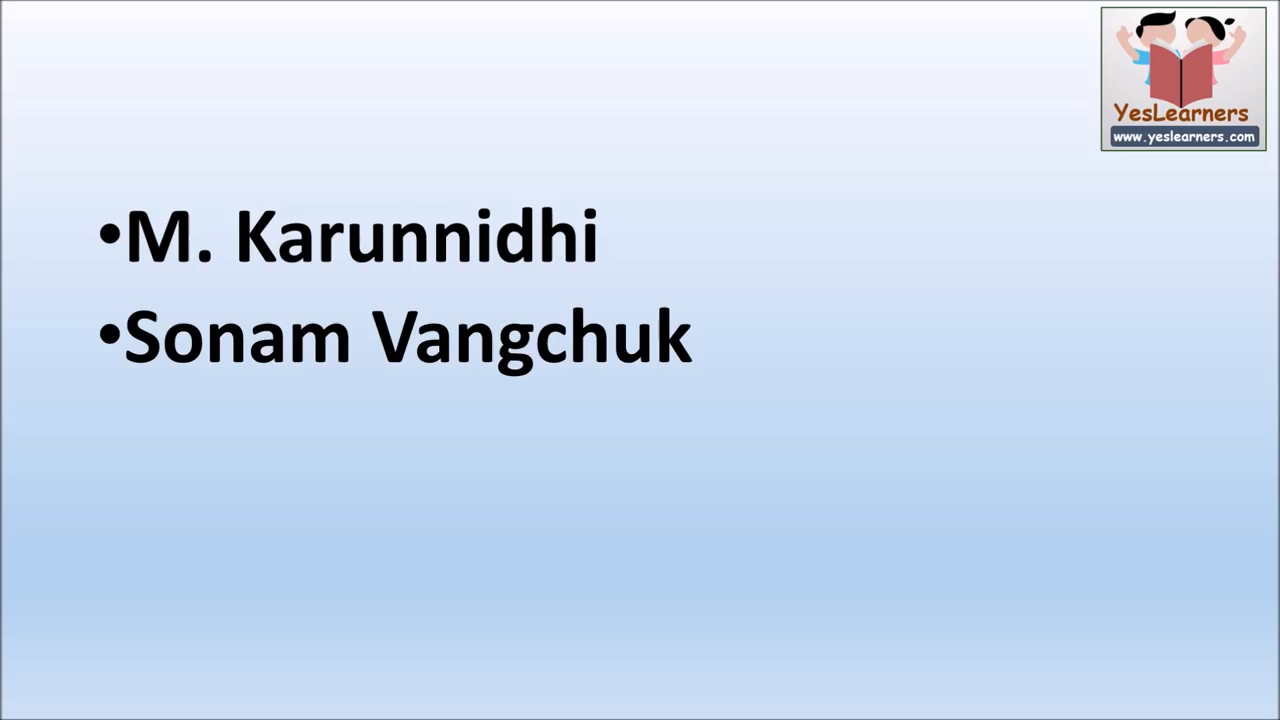 YesLearners
www.yeslearners.com
•M. Karunnidhi
•Sonam Vangchuk